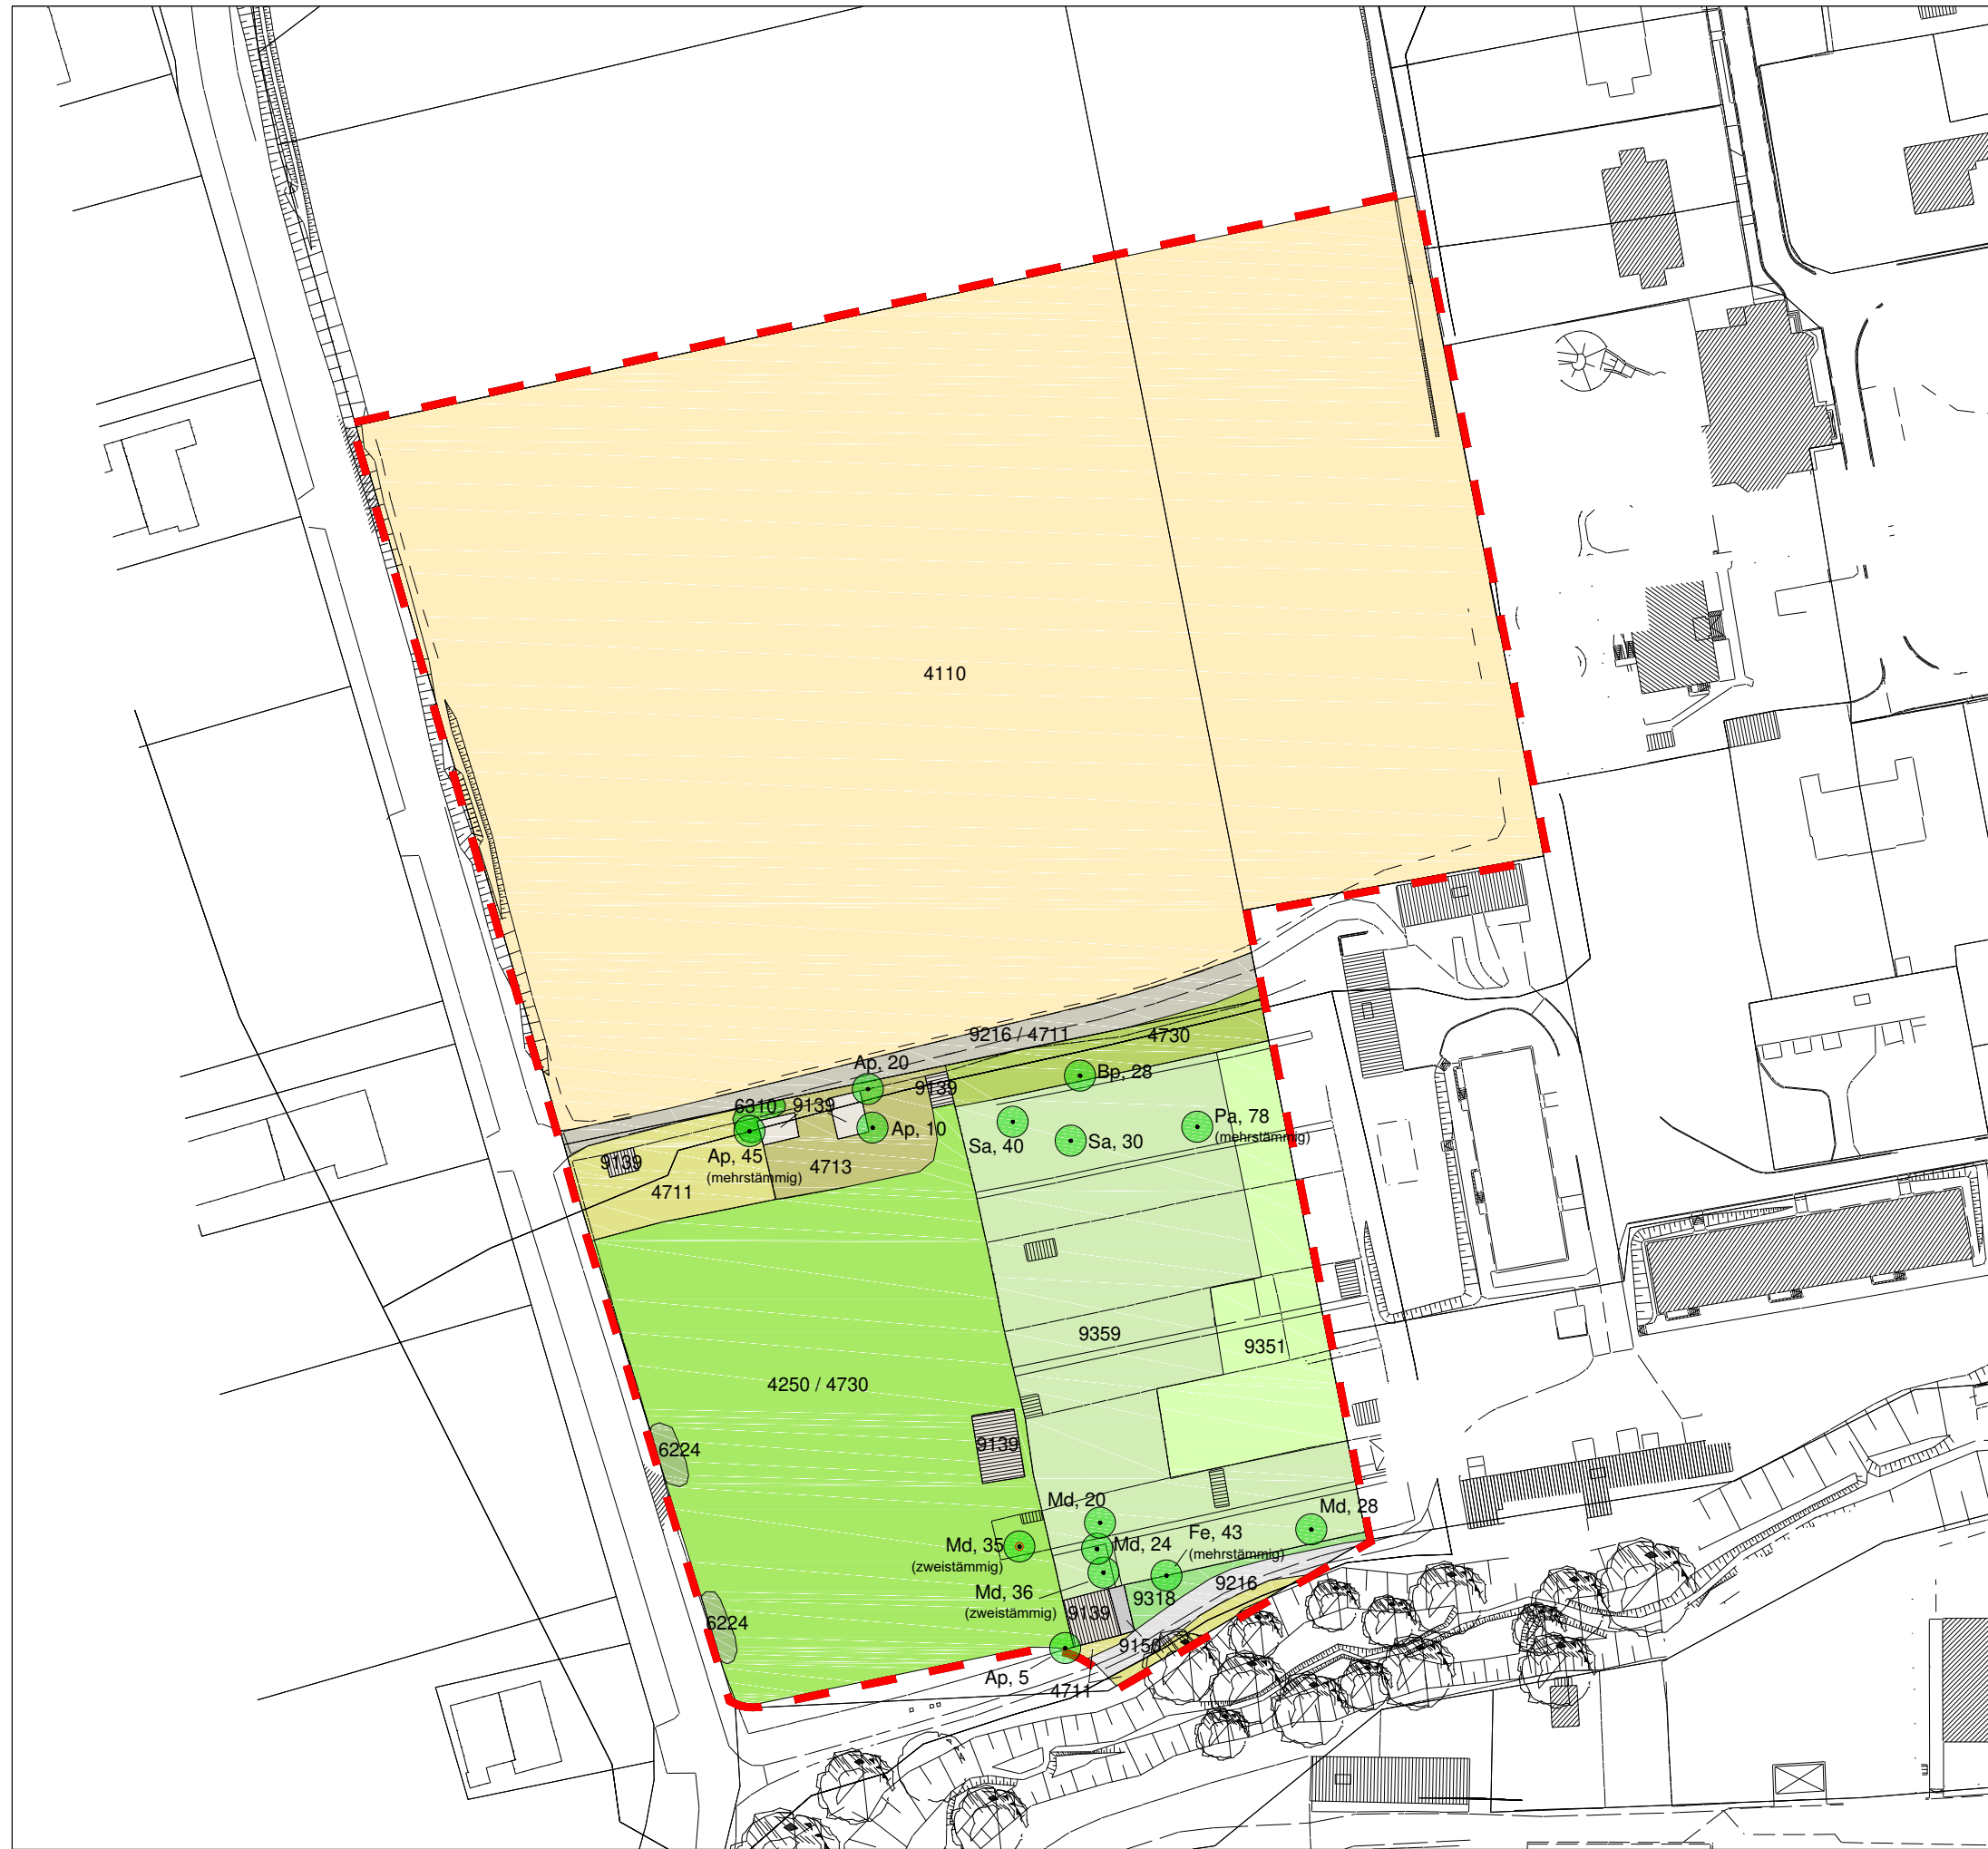 4110
9216 / 4711
4730
Ap, 20
Bp, 28
9139
6310
9139
Pa, 78
(mehrstämmig)
Ap, 10
Sa, 40
Sa, 30
Ap, 45
(mehrstämmig)
9139
4713
4711
9359
9351
4250 / 4730
9139
6224
Md, 20
Md, 28
Fe, 43
(mehrstämmig)
Md, 35
(zweistämmig)
Md, 24
Md, 36
(zweistämmig)
9216
9318
9139
6224
9150
Ap, 5
4711